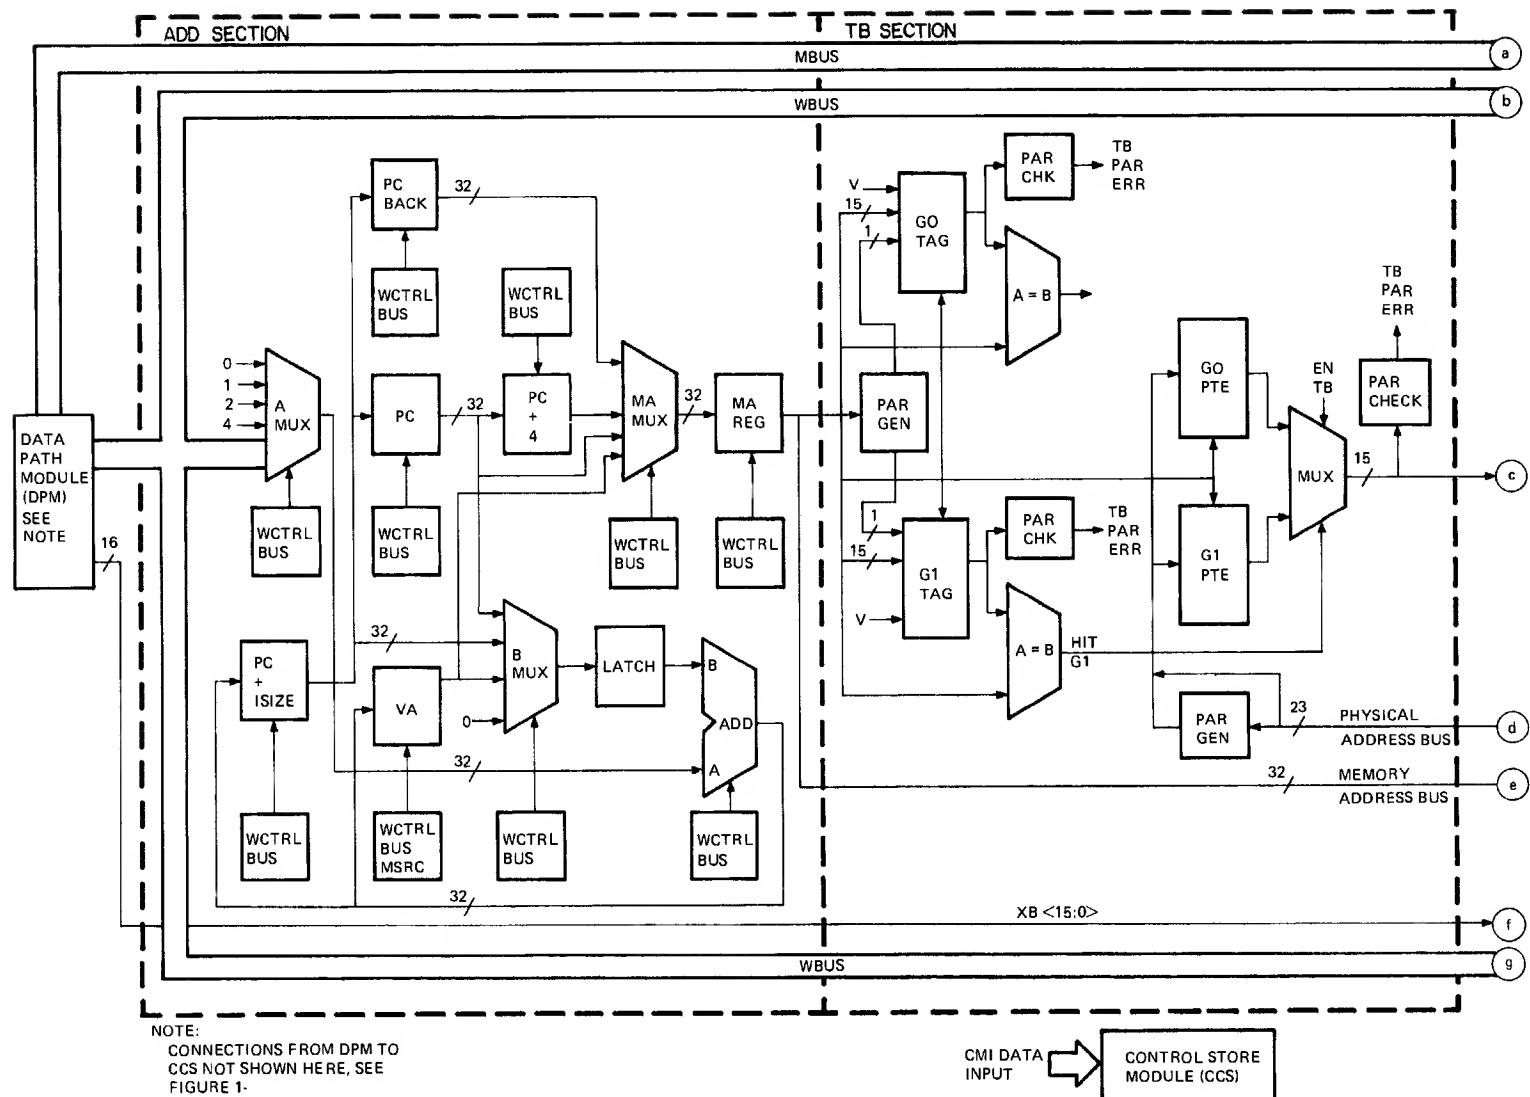 ADD SECTION
TB SECTION
MBUS
a
WBUS
b
PC
BACK
32
WCTRL
BUS
WCTRL
BUS
0
1
2
4
A
MUX
WCTRL
BUS
PC
32
PC
+
4
WCTRL
BUS
MA
MUX
32
MA
REG
WCTRL
BUS
WCTRL
BUS
DATA
PATH
MODULE
(DPM)
SEE
NOTE
16
PC
+
ISIZE
32
VA
B
MUX
0
LATCH
B
ADD
A
32
WCTRL
BUS
WCTRL
BUS
MSRC
WCTRL
BUS
WCTRL
BUS
32
V
15
1
GO
TAG
PAR
CHK
TB
PAR
ERR
A = B
PAR
GEN
1
15
V
G1
TAG
PAR
CHK
TB
PAR
ERR
A = B
HIT
G1
GO
PTE
G1
PTE
EN
TB
MUX
15
TB
PAR
ERR
PAR
CHECK
c
PAR
GEN
23
PHYSICAL
ADDRESS BUS
d
32
MEMORY
ADDRESS BUS
e
XB <15:0>
f
WBUS
g
NOTE:
CONNECTIONS FROM DPM TO
CCS NOT SHOWN HERE, SEE
FIGURE 1-
CMI DATA
INPUT
CONTROL STORE
MODULE (CCS)